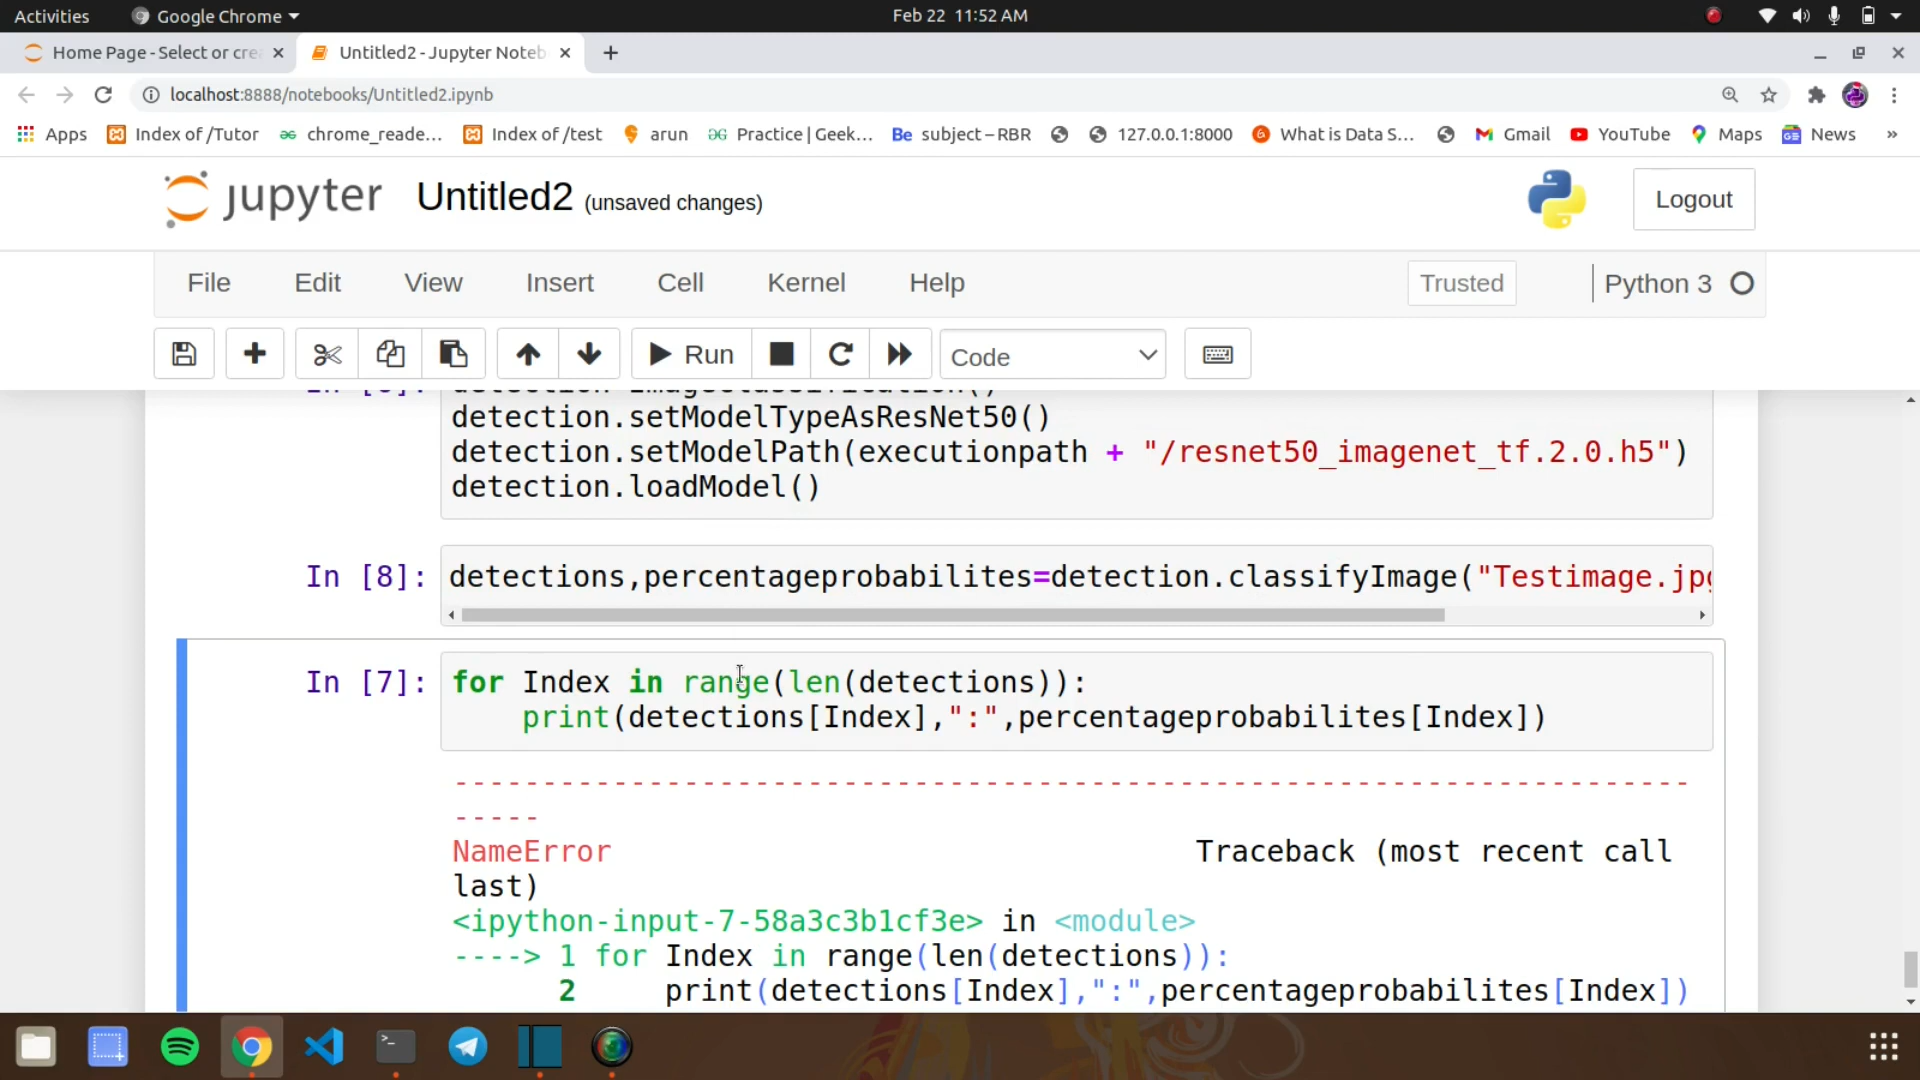 Activities Google Chrome Feb 22 11:52 AM
Home Page - Select or cre Untitled2 - Jupyter Noteb
localhost:8888/notebooks/Untitled2.ipynb
Apps Index of /Tutor chrome_reade... Index of /test arun Practice | Geek... Be subject – RBR 127.0.0.1:8000 What is Data S... Gmail YouTube Maps News »
jupyter Untitled2 (unsaved changes) Logout
File Edit View Insert Cell Kernel Help Trusted Python 3
Run Code
detection.setModelTypeAsResNet50()
detection.setModelPath(executionpath + "/resnet50_imagenet_tf.2.0.h5")
detection.loadModel()
In [8]: detections,percentageprobabilites=detection.classifyImage("Testimage.jp
In [7]: for Index in range(len(detections)):
print(detections[Index],":",percentageprobabilites[Index])
---------------------------------------------------------------------------
NameError Traceback (most recent call
last)
<ipython-input-7-58a3c3b1cf3e> in <module>
----> 1 for Index in range(len(detections)):
2 print(detections[Index],":",percentageprobabilites[Index])